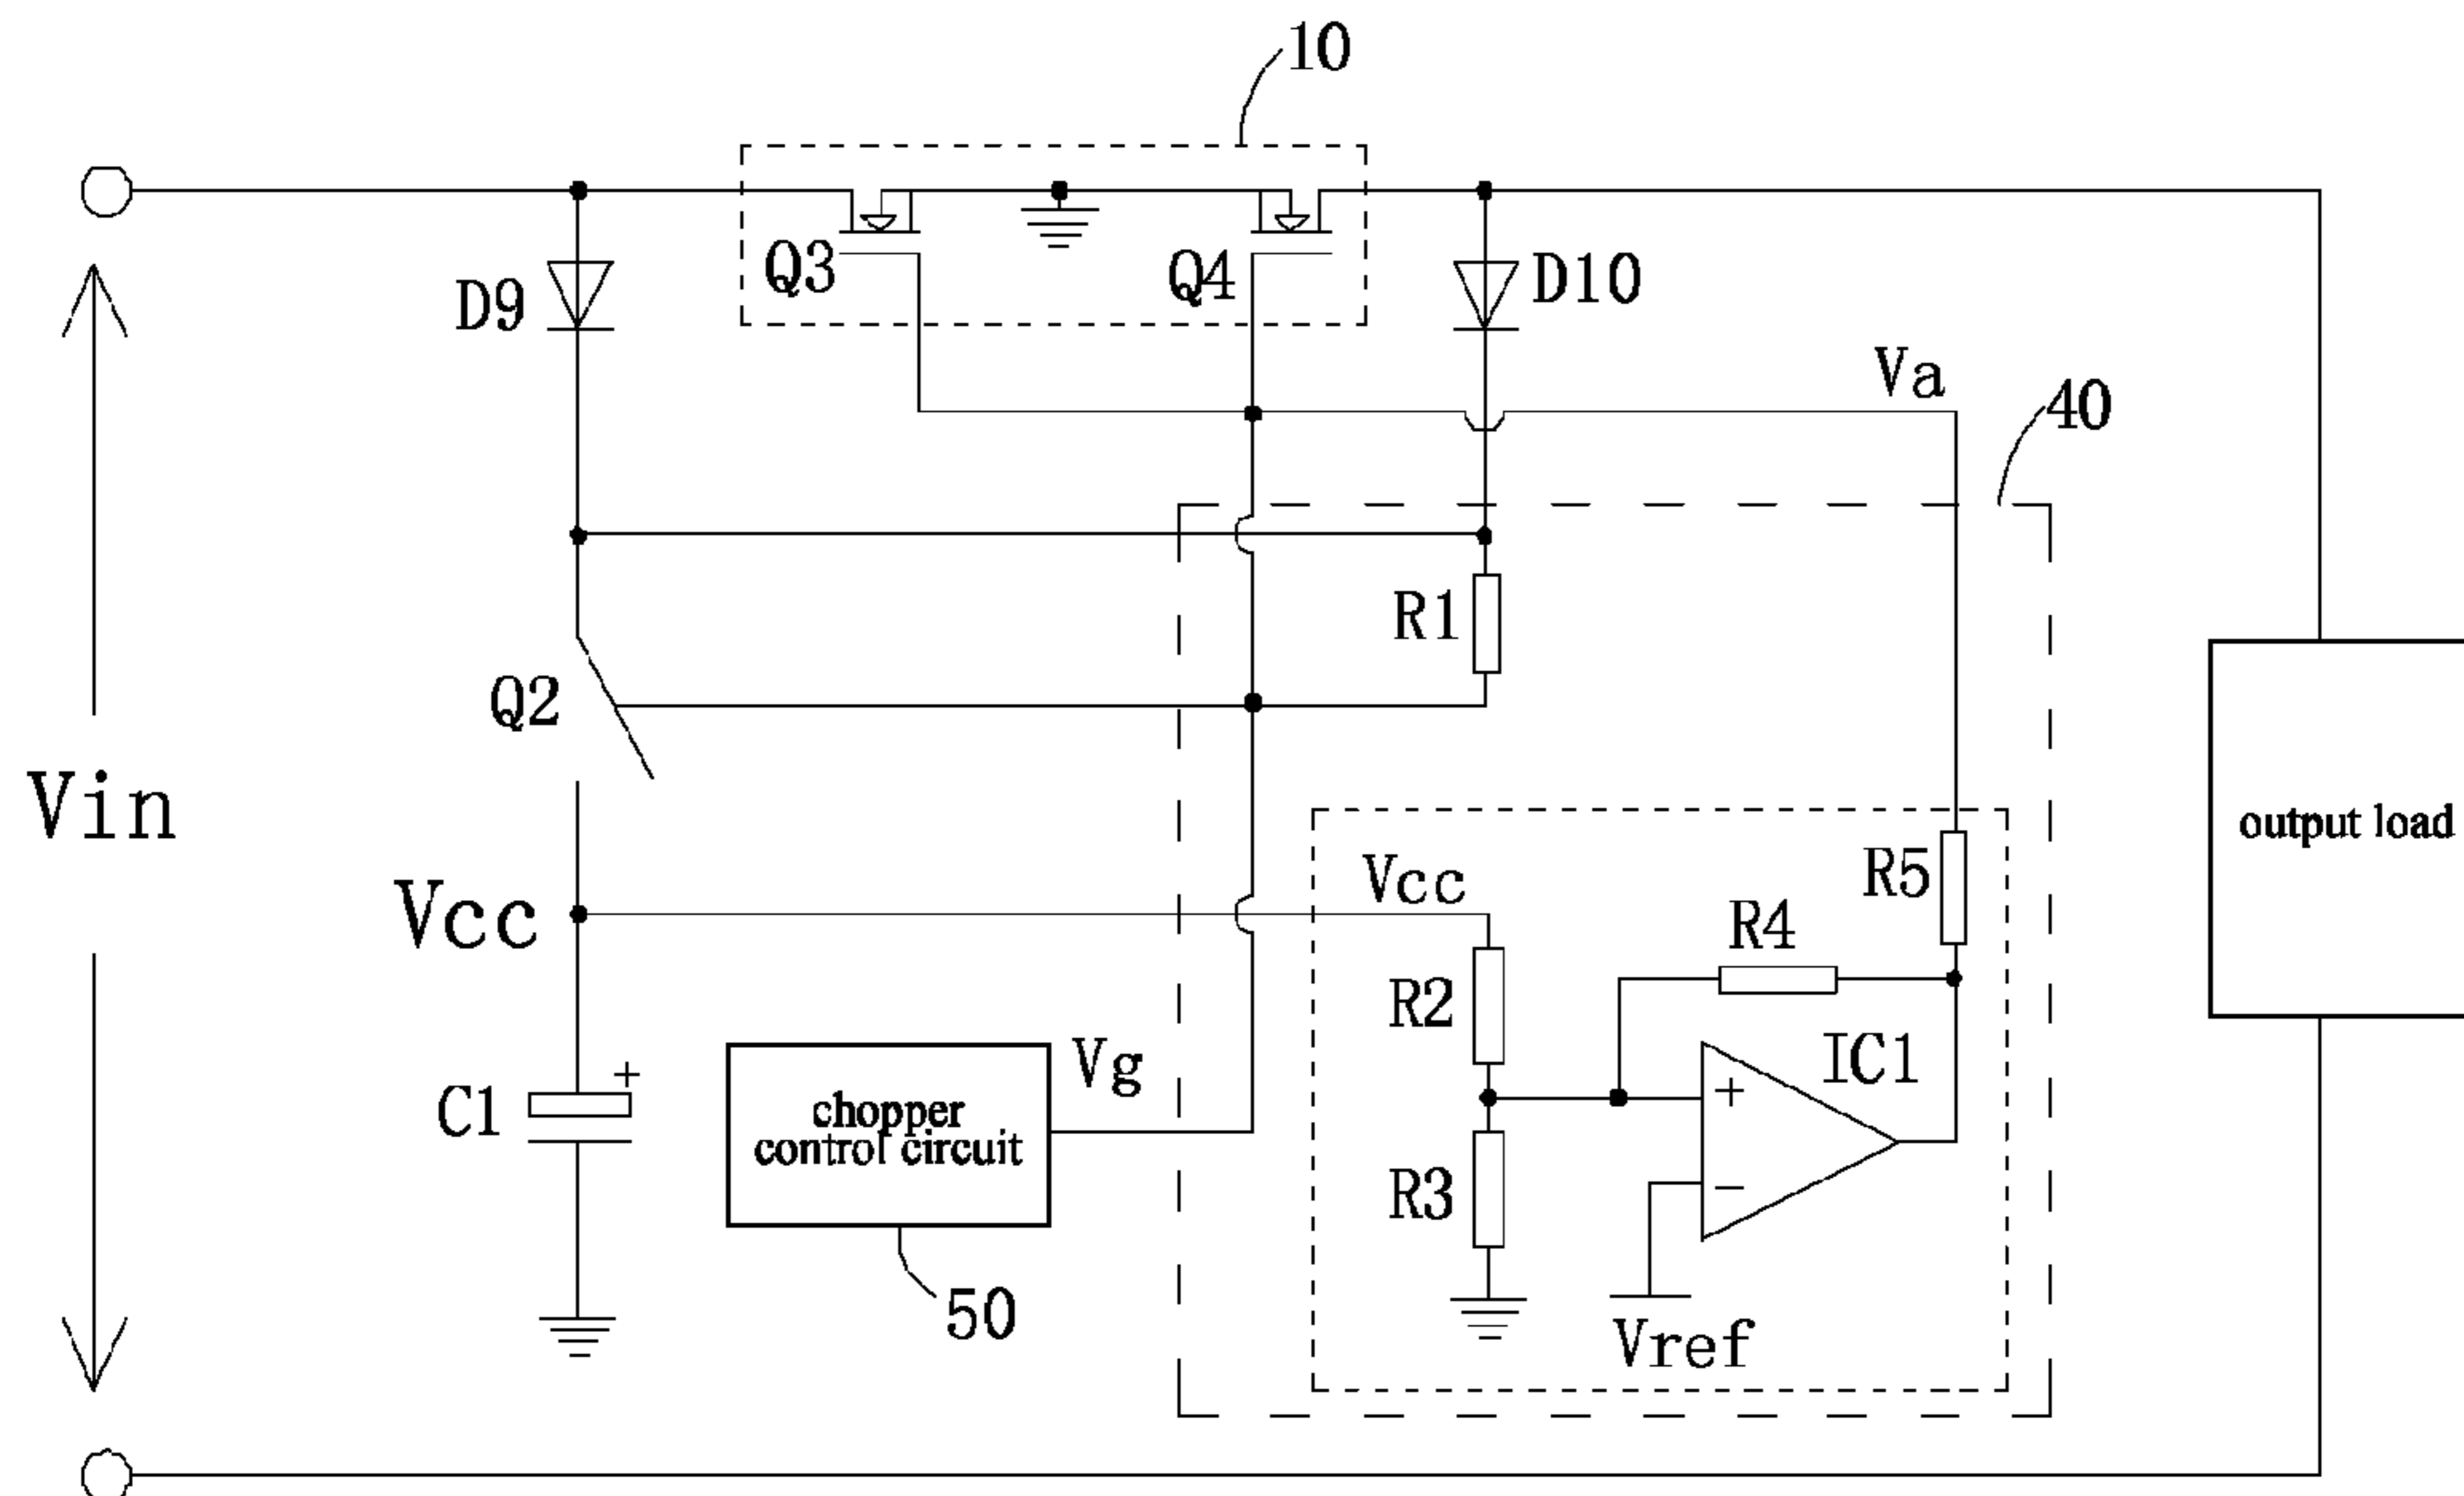 10
Q3
Q4
D9
D10
Va
40
R1
Q2
Vin
Vcc
Vcc
R5
R4
R2
IC1
+
C1
chopper
control circuit
Vg
+
−
R3
50
Vref
output load